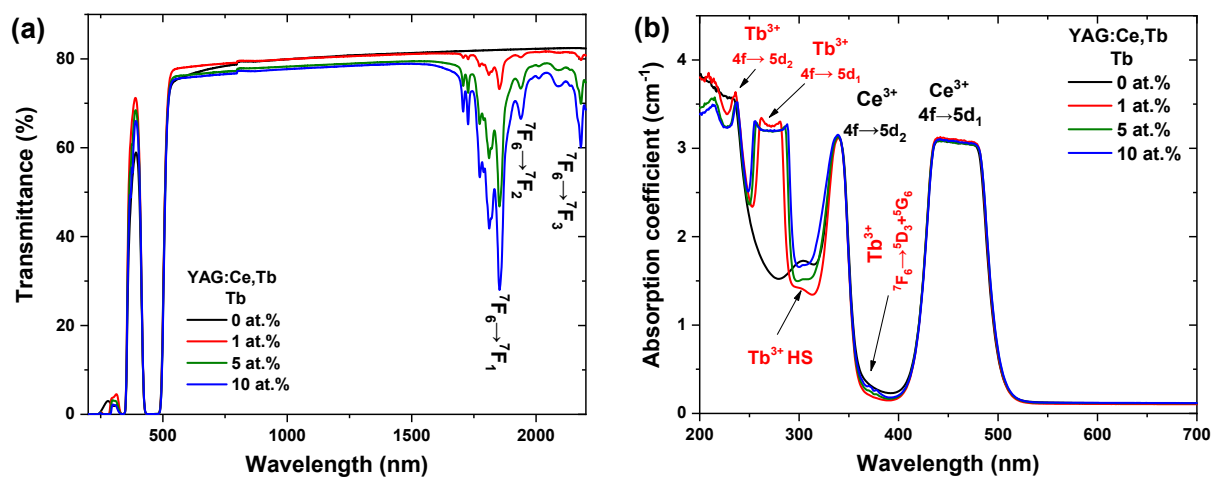 (a)
Transmittance (%)
80
60
40
20
0
YAG:Ce,Tb
Tb
0 at.%
1 at.%
5 at.%
10 at.%
⁷F₆→⁷F₁
⁷F₆→⁷F₂
⁷F₆→⁷F₃
500
1000
1500
2000
Wavelength (nm)
(b)
Absorption coefficient (cm⁻¹)
4
3
2
1
0
Tb³⁺
4f→5d₂
Tb³⁺
4f→5d₁
Ce³⁺
4f→5d₂
Ce³⁺
4f→5d₁
YAG:Ce,Tb
Tb
0 at.%
1 at.%
5 at.%
10 at.%
Tb³⁺
⁷F₆→⁵D₃+⁵G₆
Tb³⁺ HS
200
300
400
500
600
700
Wavelength (nm)